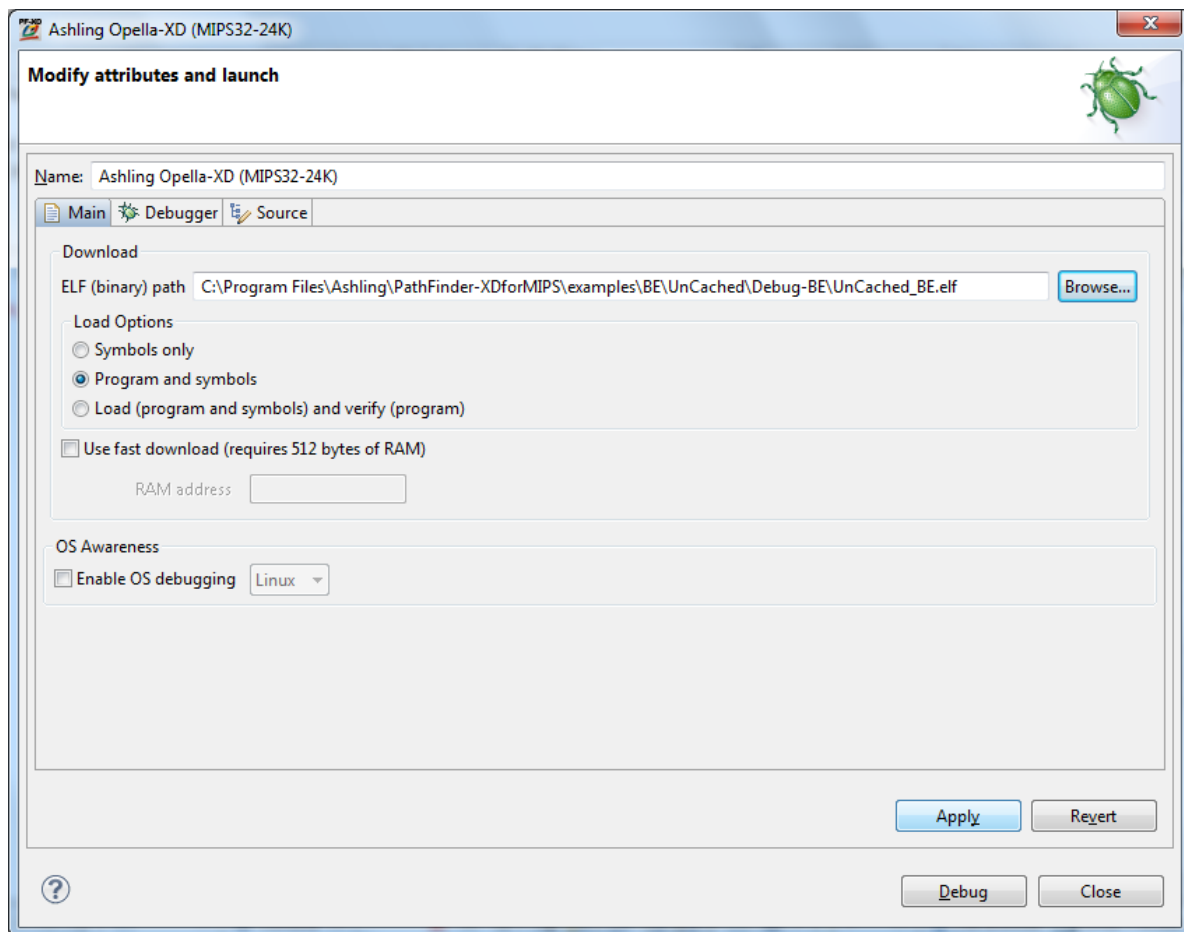 PF-XD Ashling Opella-XD (MIPS32-24K) X
Modify attributes and launch
Name: Ashling Opella-XD (MIPS32-24K)
Main Debugger Source
Download
ELF (binary) path C:\Program Files\Ashling\PathFinder-XDforMIPS\examples\BE\UnCached\Debug-BE\UnCached_BE.elf Browse...
Load Options
Symbols only
Program and symbols
Load (program and symbols) and verify (program)
Use fast download (requires 512 bytes of RAM)
RAM address
OS Awareness
Enable OS debugging Linux
Apply Revert
? Debug Close